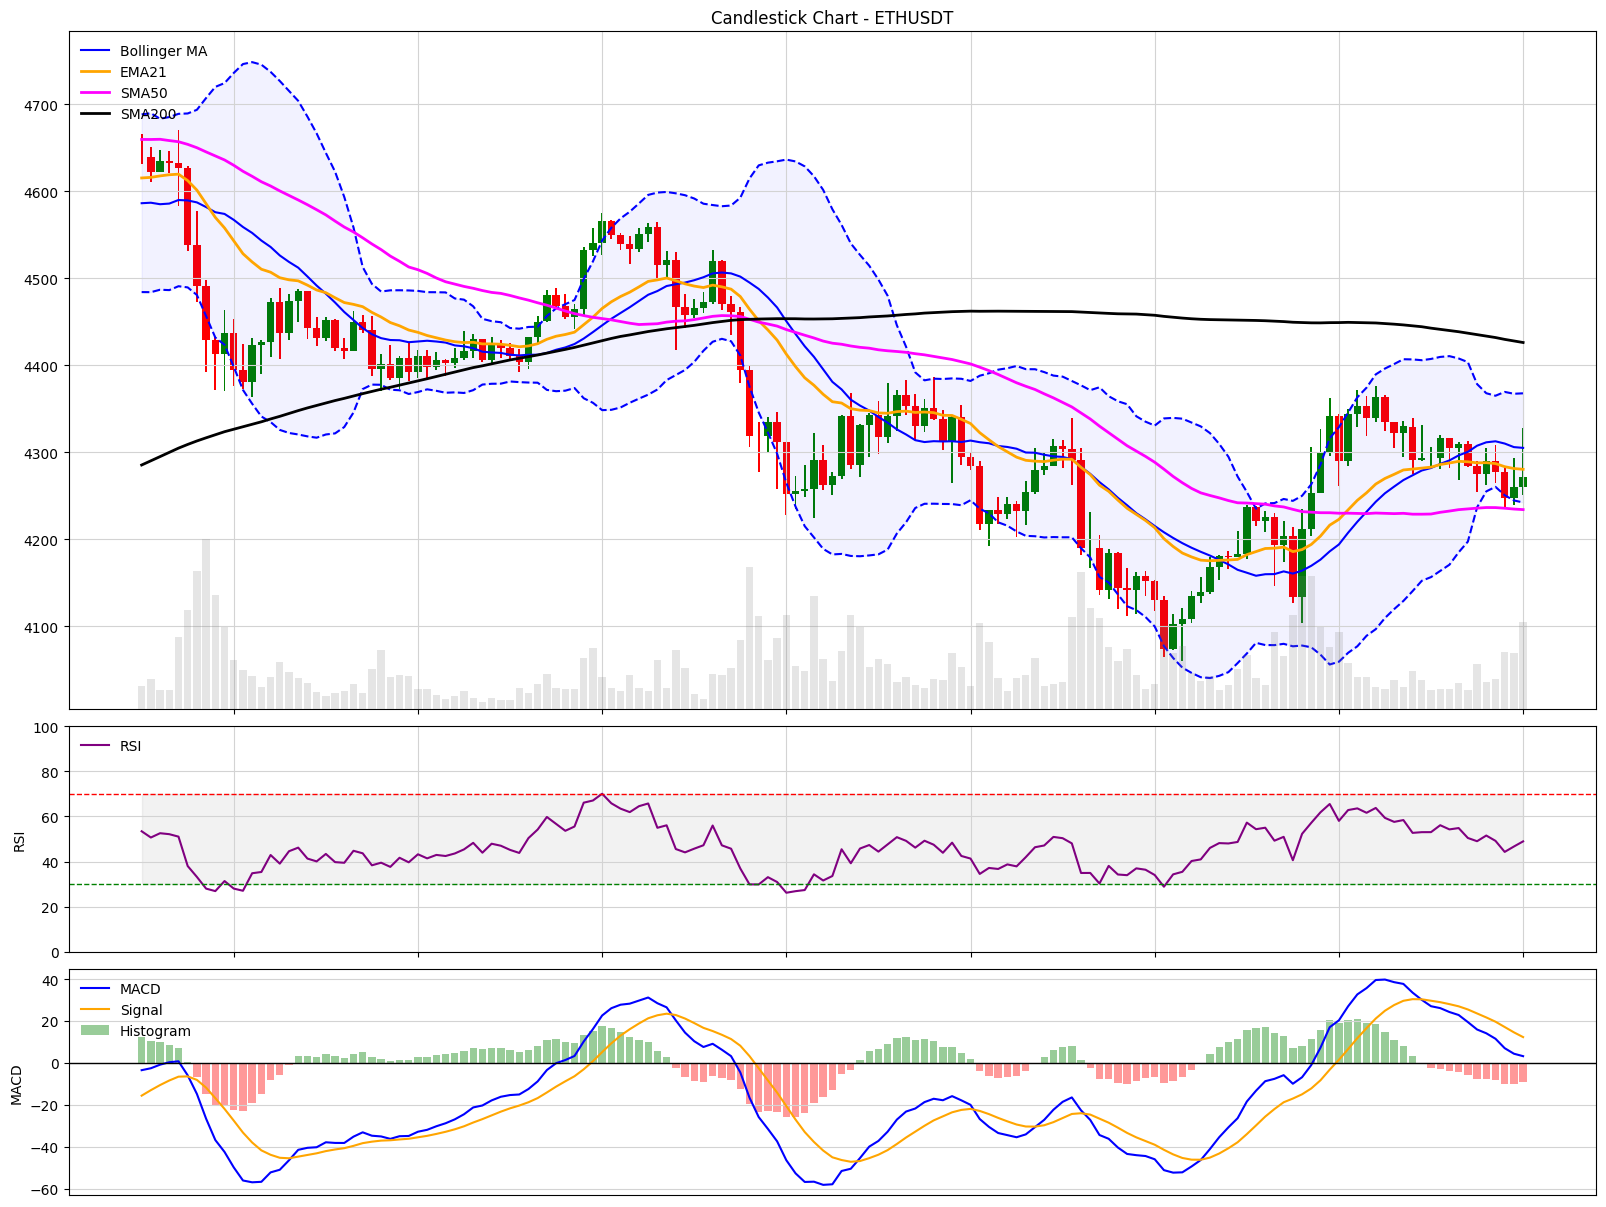 Candlestick Chart - ETHUSDT
Bollinger MA
EMA21
SMA50
SMA200
4700
4600
4500
4400
4300
4200
4100
RSI
100
80
60
40
20
0
RSI
MACD
Signal
Histogram
40
20
0
−20
−40
−60
MACD